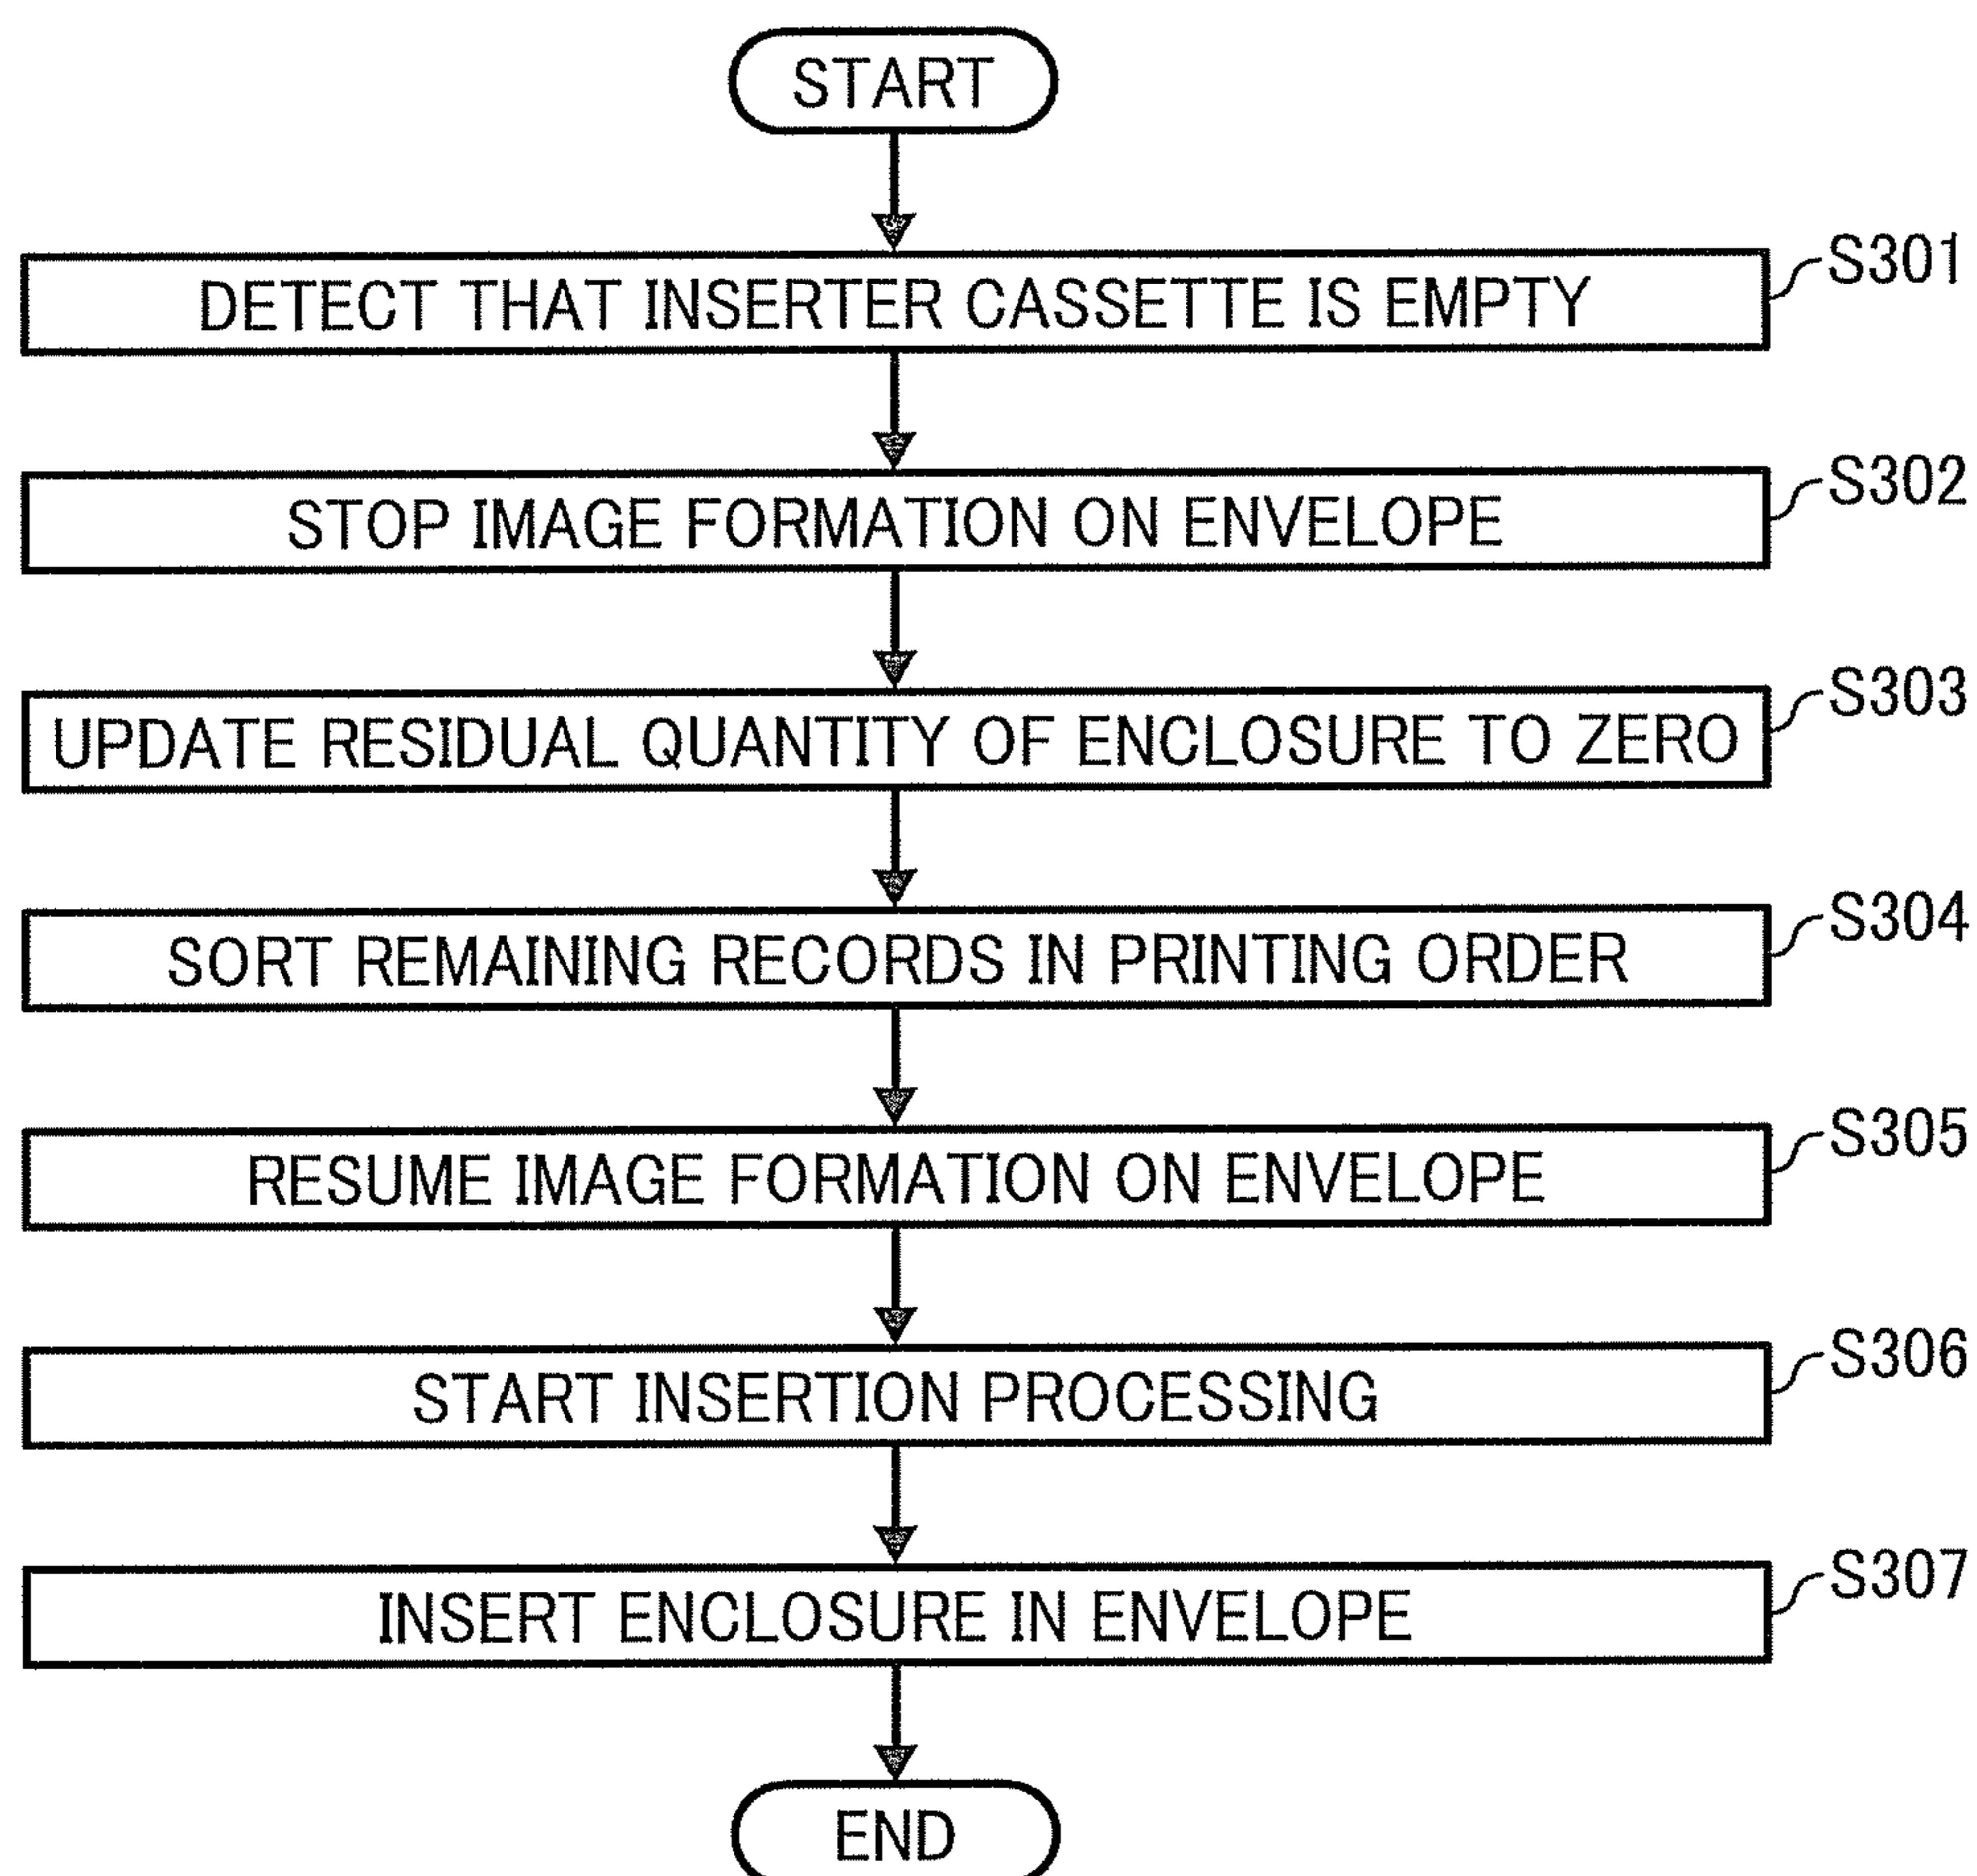 START
DETECT THAT INSERTER CASSETTE IS EMPTY
S301
STOP IMAGE FORMATION ON ENVELOPE
S302
UPDATE RESIDUAL QUANTITY OF ENCLOSURE TO ZERO
S303
SORT REMAINING RECORDS IN PRINTING ORDER
S304
RESUME IMAGE FORMATION ON ENVELOPE
S305
START INSERTION PROCESSING
S306
INSERT ENCLOSURE IN ENVELOPE
S307
END